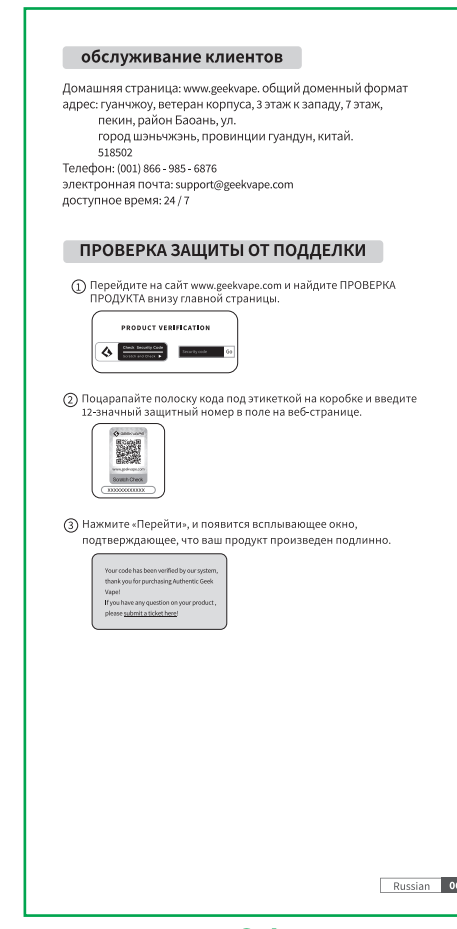 обслуживание клиентов
Домашняя страница: www.geekvape. общий доменный формат
адрес: гуанчжоу, ветеран корпуса, 3 этаж к западу, 7 этаж,
пекин, район Баоань, ул.
город шэньчжэнь, провинции гуандун, китай.
518502
Телефон: (001) 866 - 985 - 6876
электронная почта: support@geekvape.com
доступное время: 24 / 7
ПРОВЕРКА ЗАЩИТЫ ОТ ПОДДЕЛКИ
1 Перейдите на сайт www.geekvape.com и найдите ПРОВЕРКА
ПРОДУКТА внизу главной страницы.
PRODUCT VERIFICATION
Check Security Code
Scratch and Check
Security code Go
2 Поцарапайте полоску кода под этикеткой на коробке и введите
12-значный защитный номер в поле на веб-странице.
GEEKVAPE
www.geekvape.com
Scratch Check
XXXXXXXXXXXX
3 Нажмите «Перейти», и появится всплывающее окно,
подтверждающее, что ваш продукт произведен подлинно.
Your code has been verified by our system,
thank you for purchasing Authentic Geek
Vape!
If you have any question on your product ,
please submit a ticket here!
Russian